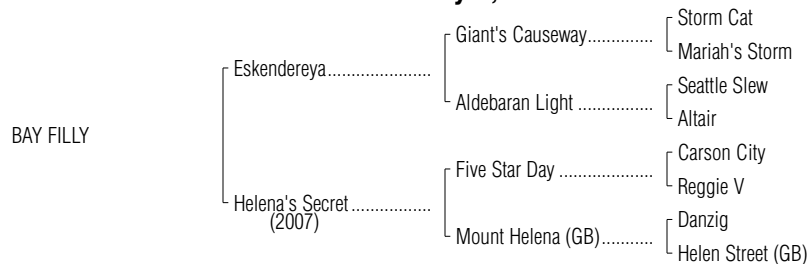 Storm Cat
Giant's Causeway..............
Mariah's Storm
Eskendereya......................
Seattle Slew
Aldebaran Light ................
Altair
BAY FILLY
Carson City
Five Star Day ....................
Reggie V
Helena's Secret.................
(2007)
Danzig
Mount Helena (GB)...........
Helen Street (GB)